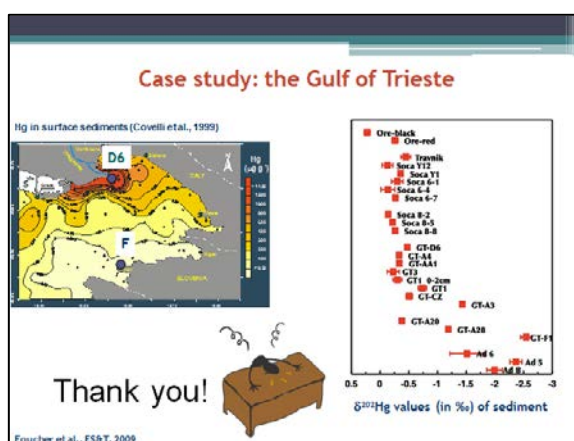 Case study: the Gulf of Trieste
Hg in surface sediments (Covelli et al., 1999)
D6
F
N
Hg
SLOVENIA
Ore-black
Ore-red
Travnik
Soca Y12
Soca Y1
Soca 6-1
Soca 6-4
Soca 6-7
Soca 8-2
Soca 8-5
Soca 8-8
GT-D6
GT-A4
GT-AA1
GT3
GT1 0-2cm
GT1
GT-CZ
GT-A3
GT-A20
GT-A28
GT-F1
Ad 6
Ad 5
0.5 0 -0.5 -1 -1.5 -2 -2.5 -3
δ²⁰²Hg values (in ‰) of sediment
Thank you!
Foucher et al., ES&T, 2009